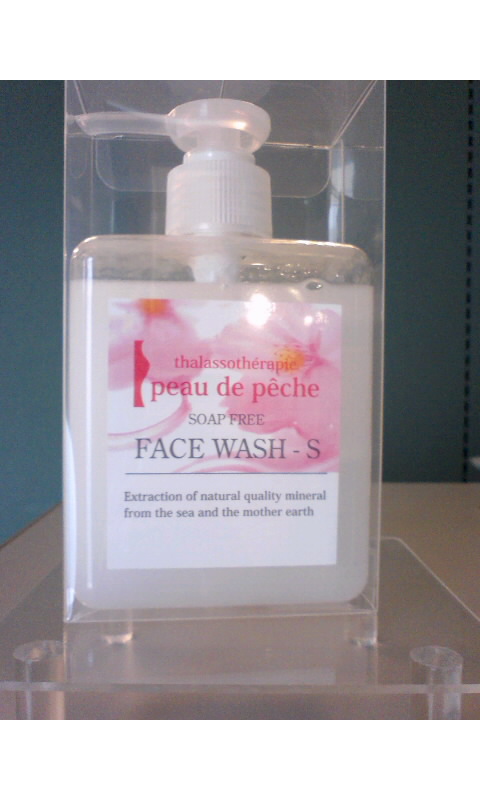 thalassothérapie
peau de pêche
SOAP FREE
FACE WASH - S
Extraction of natural quality mineral
from the sea and the mother earth